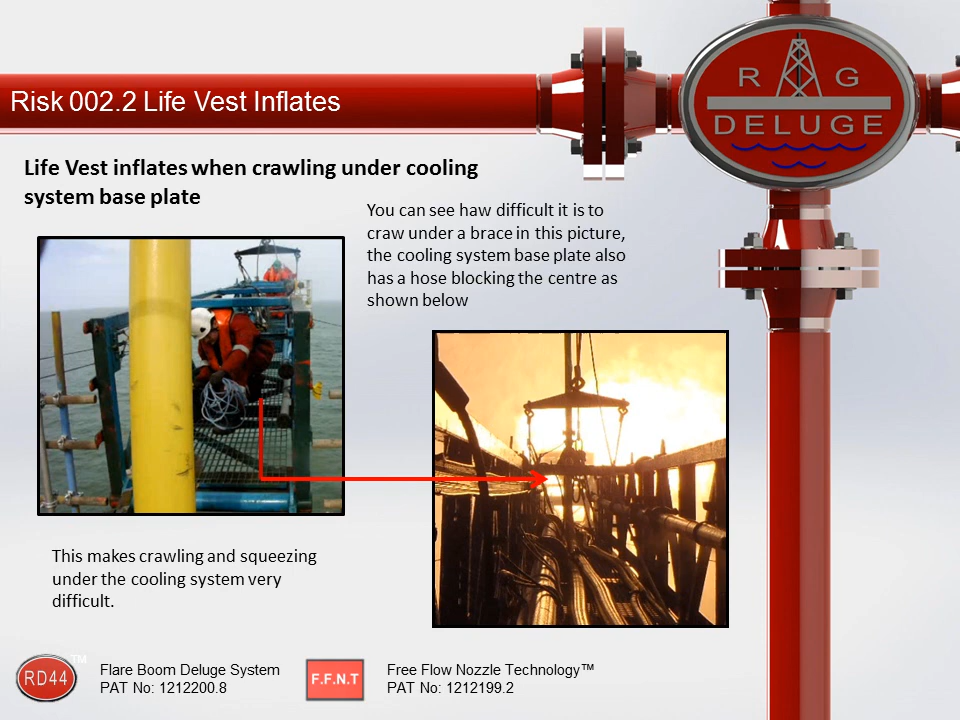 Risk 002.2 Life Vest Inflates
R G
DELUGE
Life Vest inflates when crawling under cooling
system base plate
You can see haw difficult it is to
craw under a brace in this picture,
the cooling system base plate also
has a hose blocking the centre as
shown below
This makes crawling and squeezing
under the cooling system very
difficult.
RD44
TM
Flare Boom Deluge System
PAT No: 1212200.8
F.F.N.T
Free Flow Nozzle Technology™
PAT No: 1212199.2